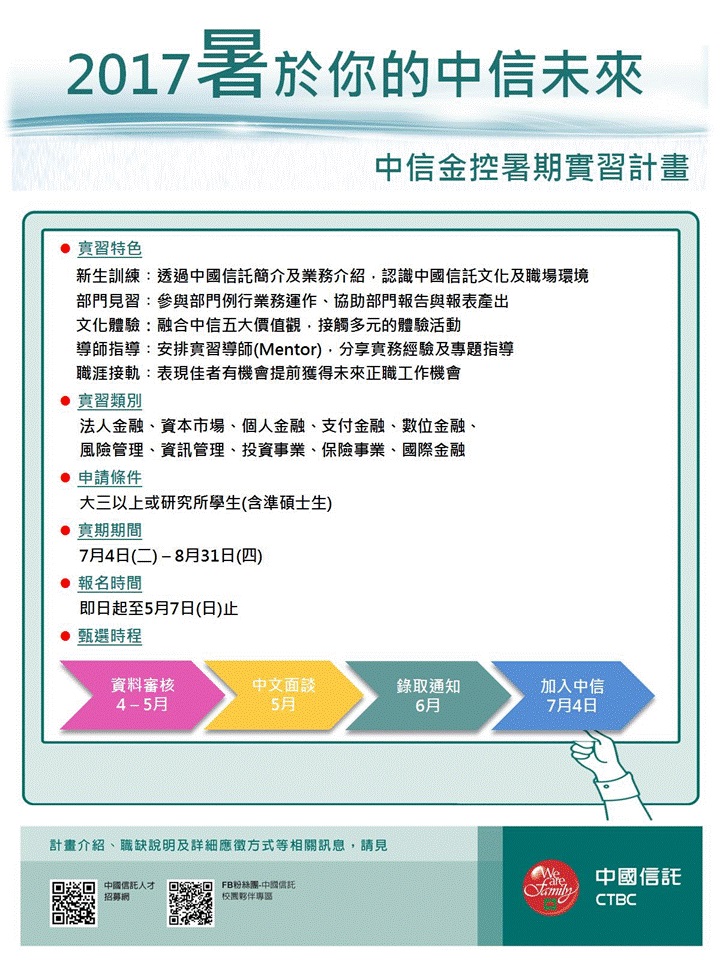 2017暑於你的中信未來
中信金控暑期實習計畫
實習特色
新生訓練：透過中國信託簡介及業務介紹，認識中國信託文化及職場環境
部門見習：參與部門例行業務運作、協助部門報告與報表產出
文化體驗：融合中信五大價值觀，接觸多元的體驗活動
導師指導：安排實習導師(Mentor)，分享實務經驗及專題指導
職涯接軌：表現佳者有機會提前獲得未來正職工作機會
實習類別
法人金融、資本市場、個人金融、支付金融、數位金融、
風險管理、資訊管理、投資事業、保險事業、國際金融
申請條件
大三以上或研究所學生(含準碩士生)
實期期間
7月4日(二) – 8月31日(四)
報名時間
即日起至5月7日(日)止
甄選時程
資料審核
4 – 5月
中文面談
5月
錄取通知
6月
加入中信
7月4日
計畫介紹、職缺說明及詳細應徵方式等相關訊息，請見
中國信託人才
招募網
FB粉絲團-中國信託
校園夥伴專區
We
are
Family
中國信託
CTBC